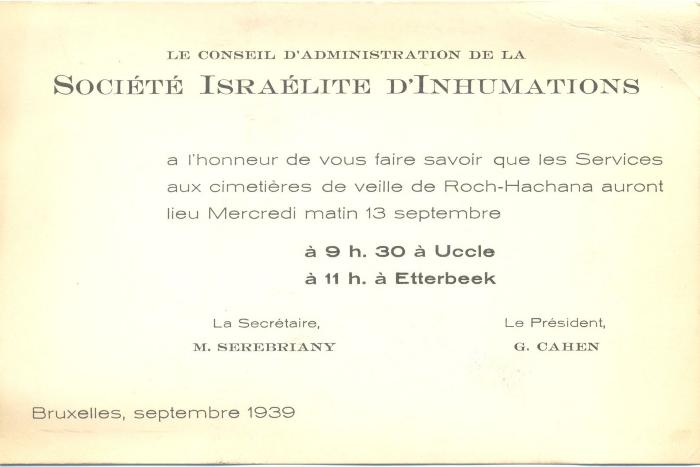 LE CONSEIL D'ADMINISTRATION DE LA
SOCIÉTÉ ISRAÉLITE D'INHUMATIONS
a l'honneur de vous faire savoir que les Services
aux cimetières de veille de Roch-Hachana auront
lieu Mercredi matin 13 septembre
à 9 h. 30 à Uccle
à 11 h. à Etterbeek
La Secrétaire,
M. SEREBRIANY
Le Président,
G. CAHEN
Bruxelles, septembre 1939